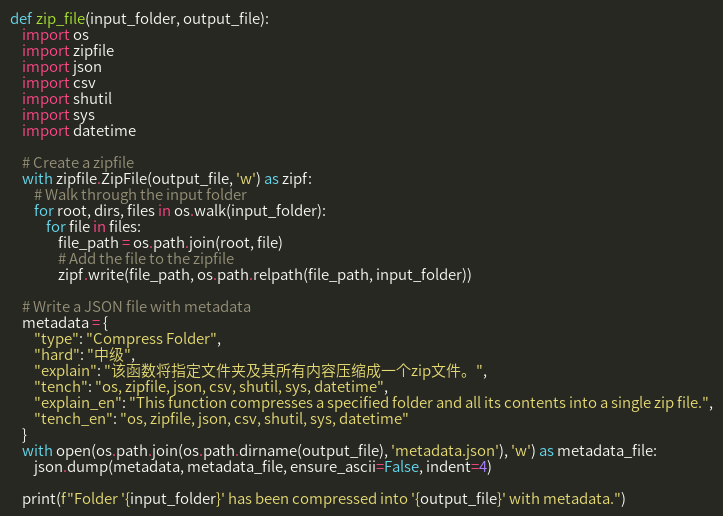 def zip_file(input_folder, output_file):
    import os
    import zipfile
    import json
    import csv
    import shutil
    import sys
    import datetime

    # Create a zipfile
    with zipfile.ZipFile(output_file, 'w') as zipf:
        # Walk through the input folder
        for root, dirs, files in os.walk(input_folder):
            for file in files:
                file_path = os.path.join(root, file)
                # Add the file to the zipfile
                zipf.write(file_path, os.path.relpath(file_path, input_folder))

    # Write a JSON file with metadata
    metadata = {
        "type": "Compress Folder",
        "hard": "中级",
        "explain": "该函数将指定文件夹及其所有内容压缩成一个zip文件。",
        "tench": "os, zipfile, json, csv, shutil, sys, datetime",
        "explain_en": "This function compresses a specified folder and all its contents into a single zip file.",
        "tench_en": "os, zipfile, json, csv, shutil, sys, datetime"
    }
    with open(os.path.join(os.path.dirname(output_file), 'metadata.json'), 'w') as metadata_file:
        json.dump(metadata, metadata_file, ensure_ascii=False, indent=4)

    print(f"Folder '{input_folder}' has been compressed into '{output_file}' with metadata.")